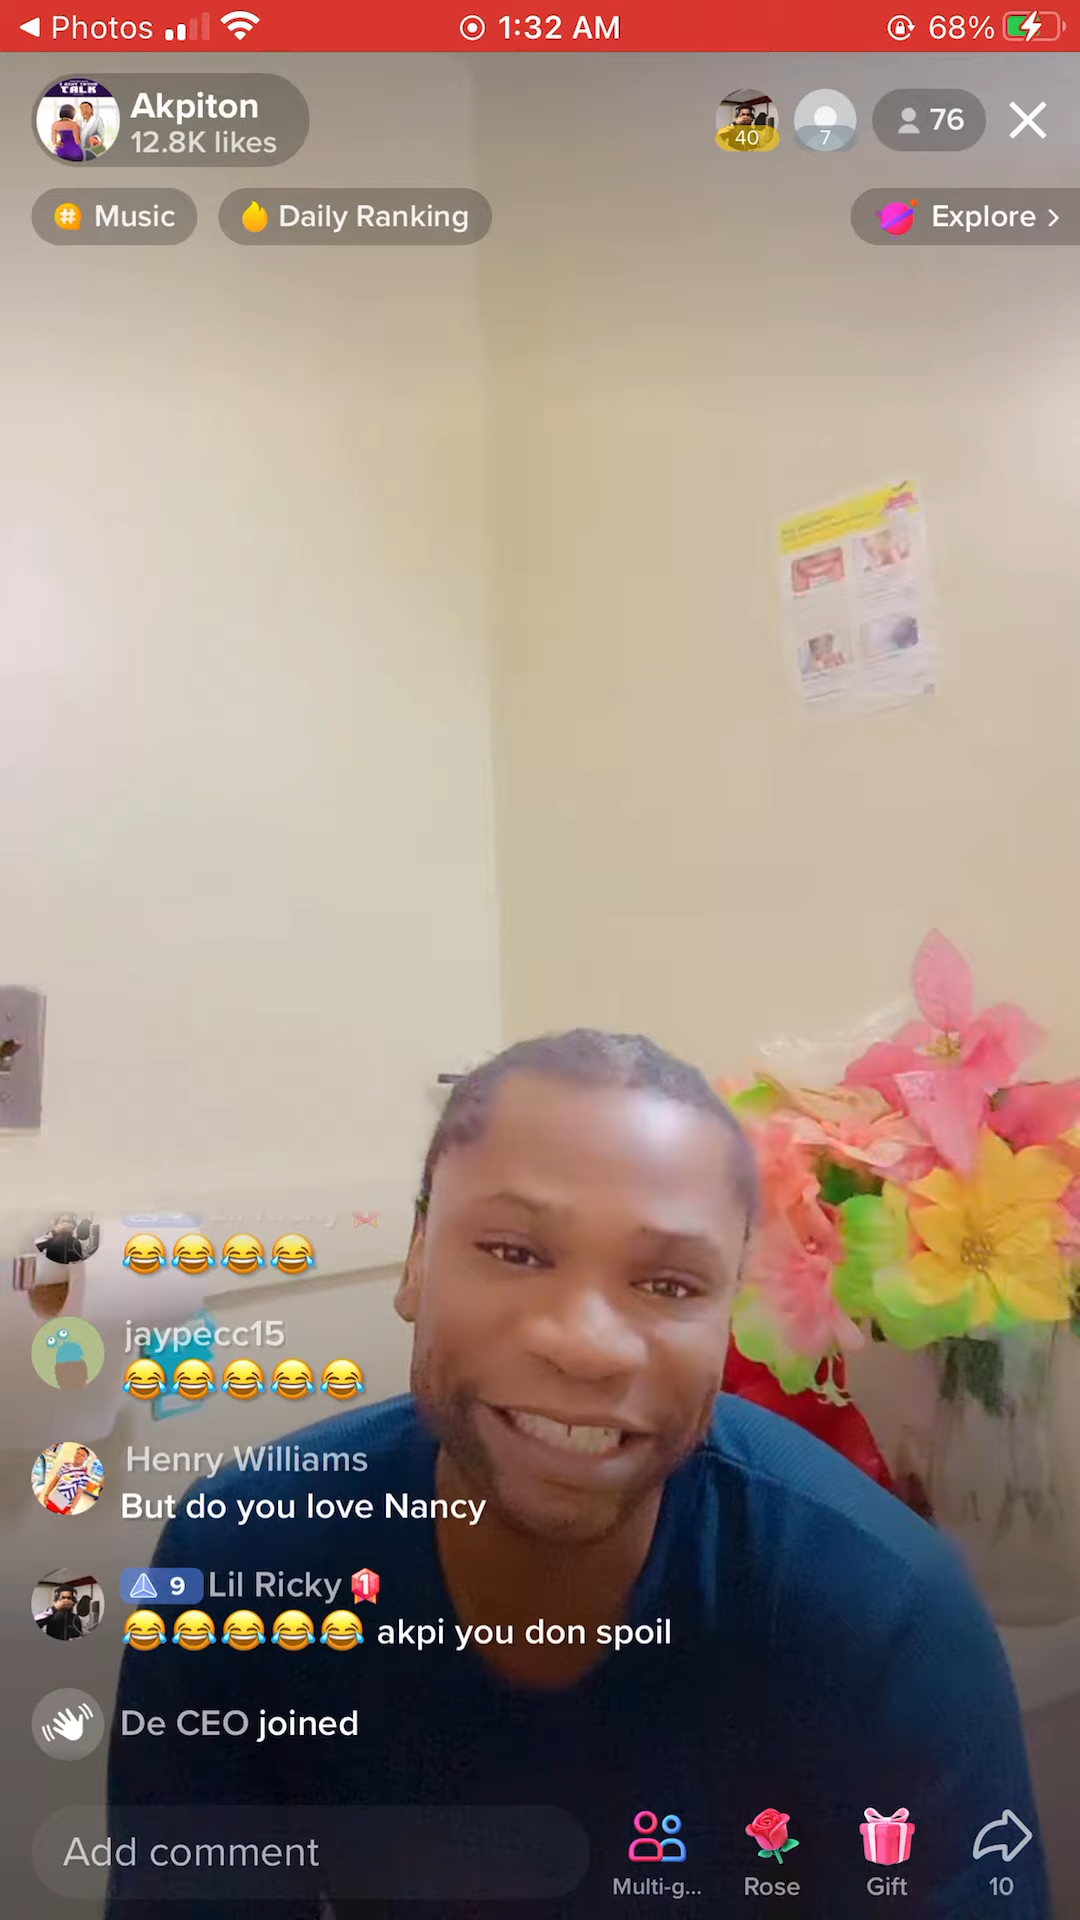 Photos
1:32 AM
68%
TALK
Akpiton
12.8K likes
40
7
76
Music
Daily Ranking
Explore >
😂😂😂😂
jaypecc15
😂😂😂😂😂
Henry Williams
But do you love Nancy
9 Lil Ricky 1
😂😂😂😂😂 akpi you don spoil
De CEO joined
Add comment
Multi-g...
Rose
Gift
10